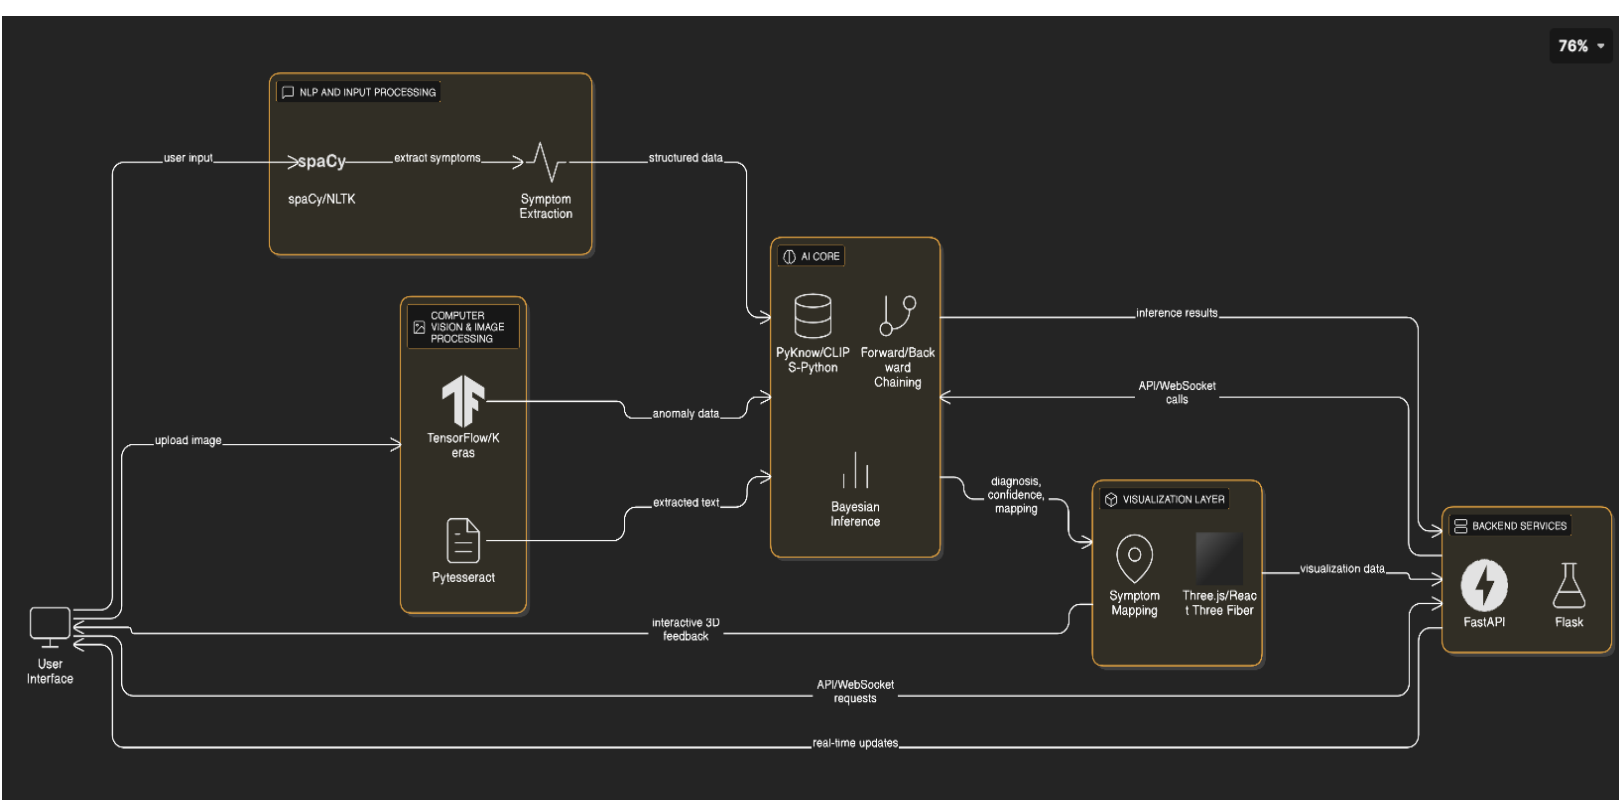 76%
NLP AND INPUT PROCESSING
user input
spaCy
extract symptoms
structured data
spaCy/NLTK
Symptom
Extraction
AI CORE
COMPUTER
VISION & IMAGE
PROCESSING
inference results
PyKnow/CLIP
S-Python
Forward/Back
ward
Chaining
API/WebSocket
calls
anomaly data
TensorFlow/K
eras
upload image
diagnosis,
confidence,
mapping
VISUALIZATION LAYER
extracted text
Bayesian
Inference
BACKEND SERVICES
Pytesseract
visualization data
Symptom
Mapping
Three.js/Reac
t Three Fiber
FastAPI
Flask
interactive 3D
feedback
User
Interface
API/WebSocket
requests
real-time updates